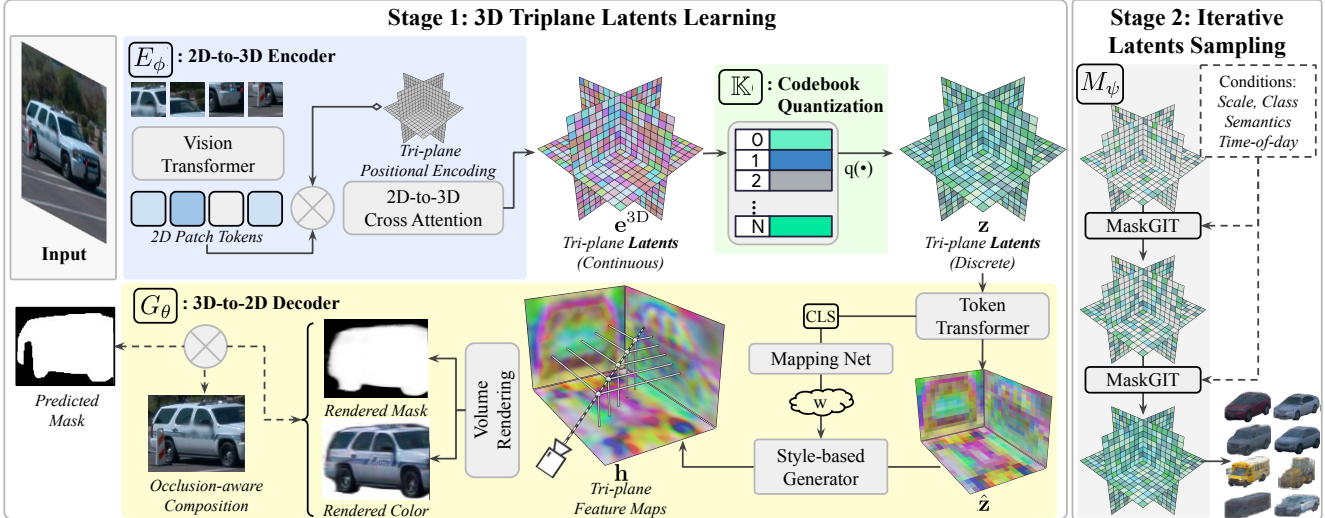 Stage 1: 3D Triplane Latents Learning
Input
E_ϕ : 2D-to-3D Encoder
Vision
Transformer
2D Patch Tokens
Tri-plane
Positional Encoding
2D-to-3D
Cross Attention
e^3D
Tri-plane Latents
(Continuous)
𝕂 : Codebook
Quantization
0
1
2
⋮
N
q(•)
z
Tri-plane Latents
(Discrete)
G_θ : 3D-to-2D Decoder
Predicted
Mask
Occlusion-aware
Composition
Rendered Mask
Rendered Color
Volume
Rendering
h
Tri-plane
Feature Maps
CLS
Mapping Net
w
Style-based
Generator
Token
Transformer
ẑ
Stage 2: Iterative
Latents Sampling
M_ψ
Conditions:
Scale, Class
Semantics
Time-of-day
MaskGIT
MaskGIT